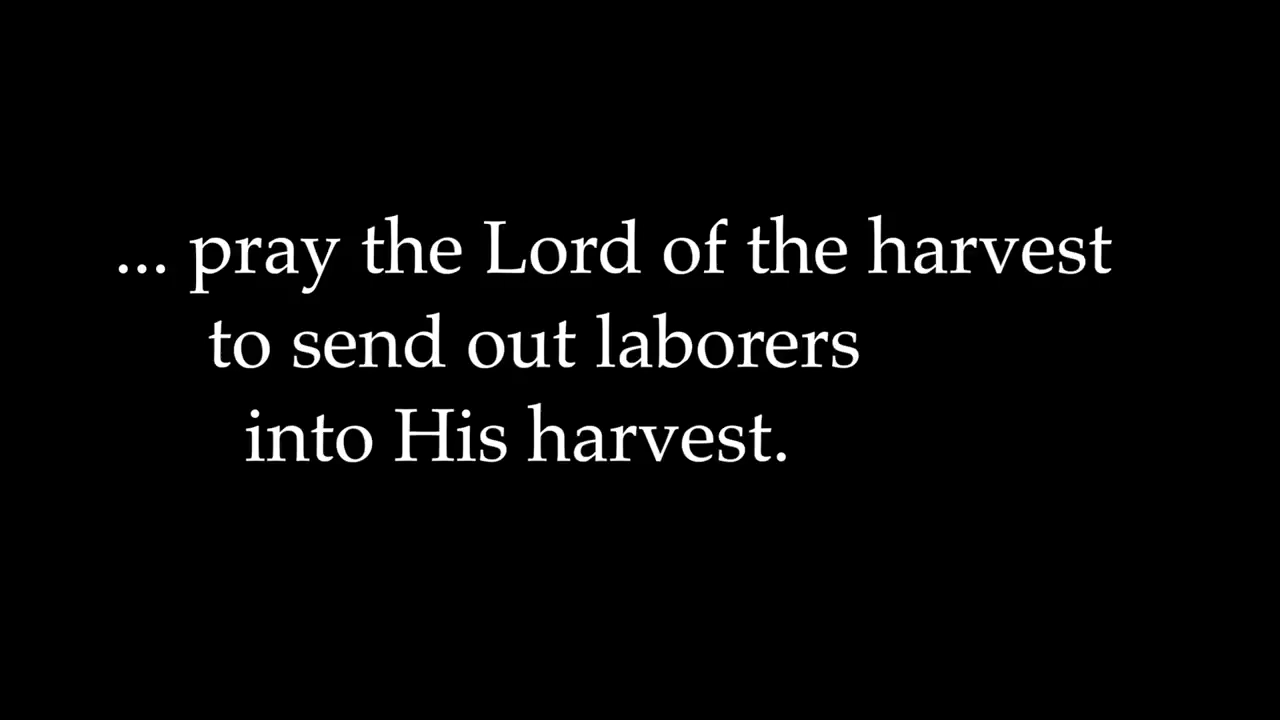 ... pray the Lord of the harvest
to send out laborers
into His harvest.